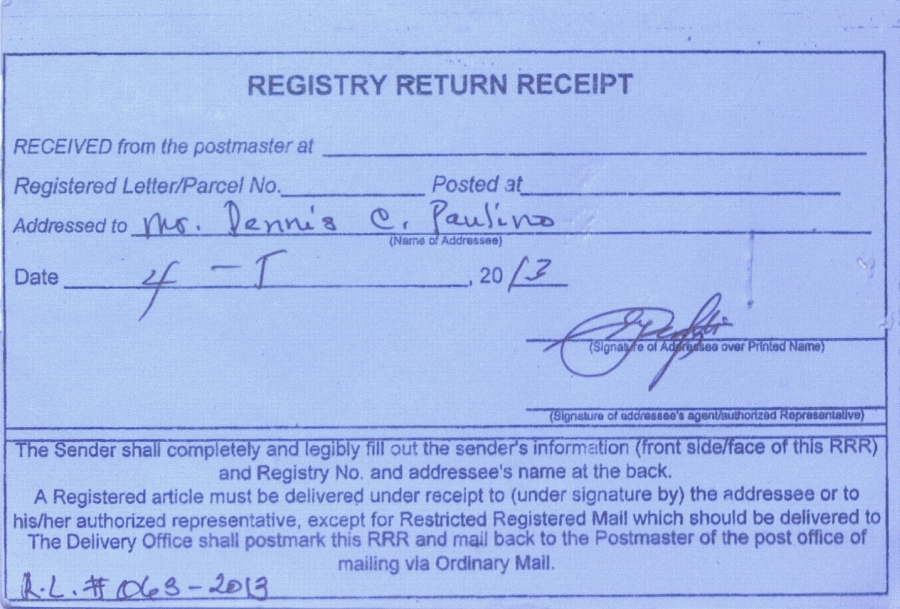 REGISTRY RETURN RECEIPT
RECEIVED from the postmaster at
Registered Letter/Parcel No. Posted at
Addressed to Mr. Dennis C. Paulino
(Name of Addressee)
Date 4 - 5, 2013
(Signature of Addressee over Printed Name)
(Signature of addressee's agent/authorized Representative)
The Sender shall completely and legibly fill out the sender's information (front side/face of this RRR)
and Registry No. and addressee's name at the back.
A Registered article must be delivered under receipt to (under signature by) the addressee or to
his/her authorized representative, except for Restricted Registered Mail which should be delivered to
The Delivery Office shall postmark this RRR and mail back to the Postmaster of the post office of
mailing via Ordinary Mail.
R.L. # 063-2013